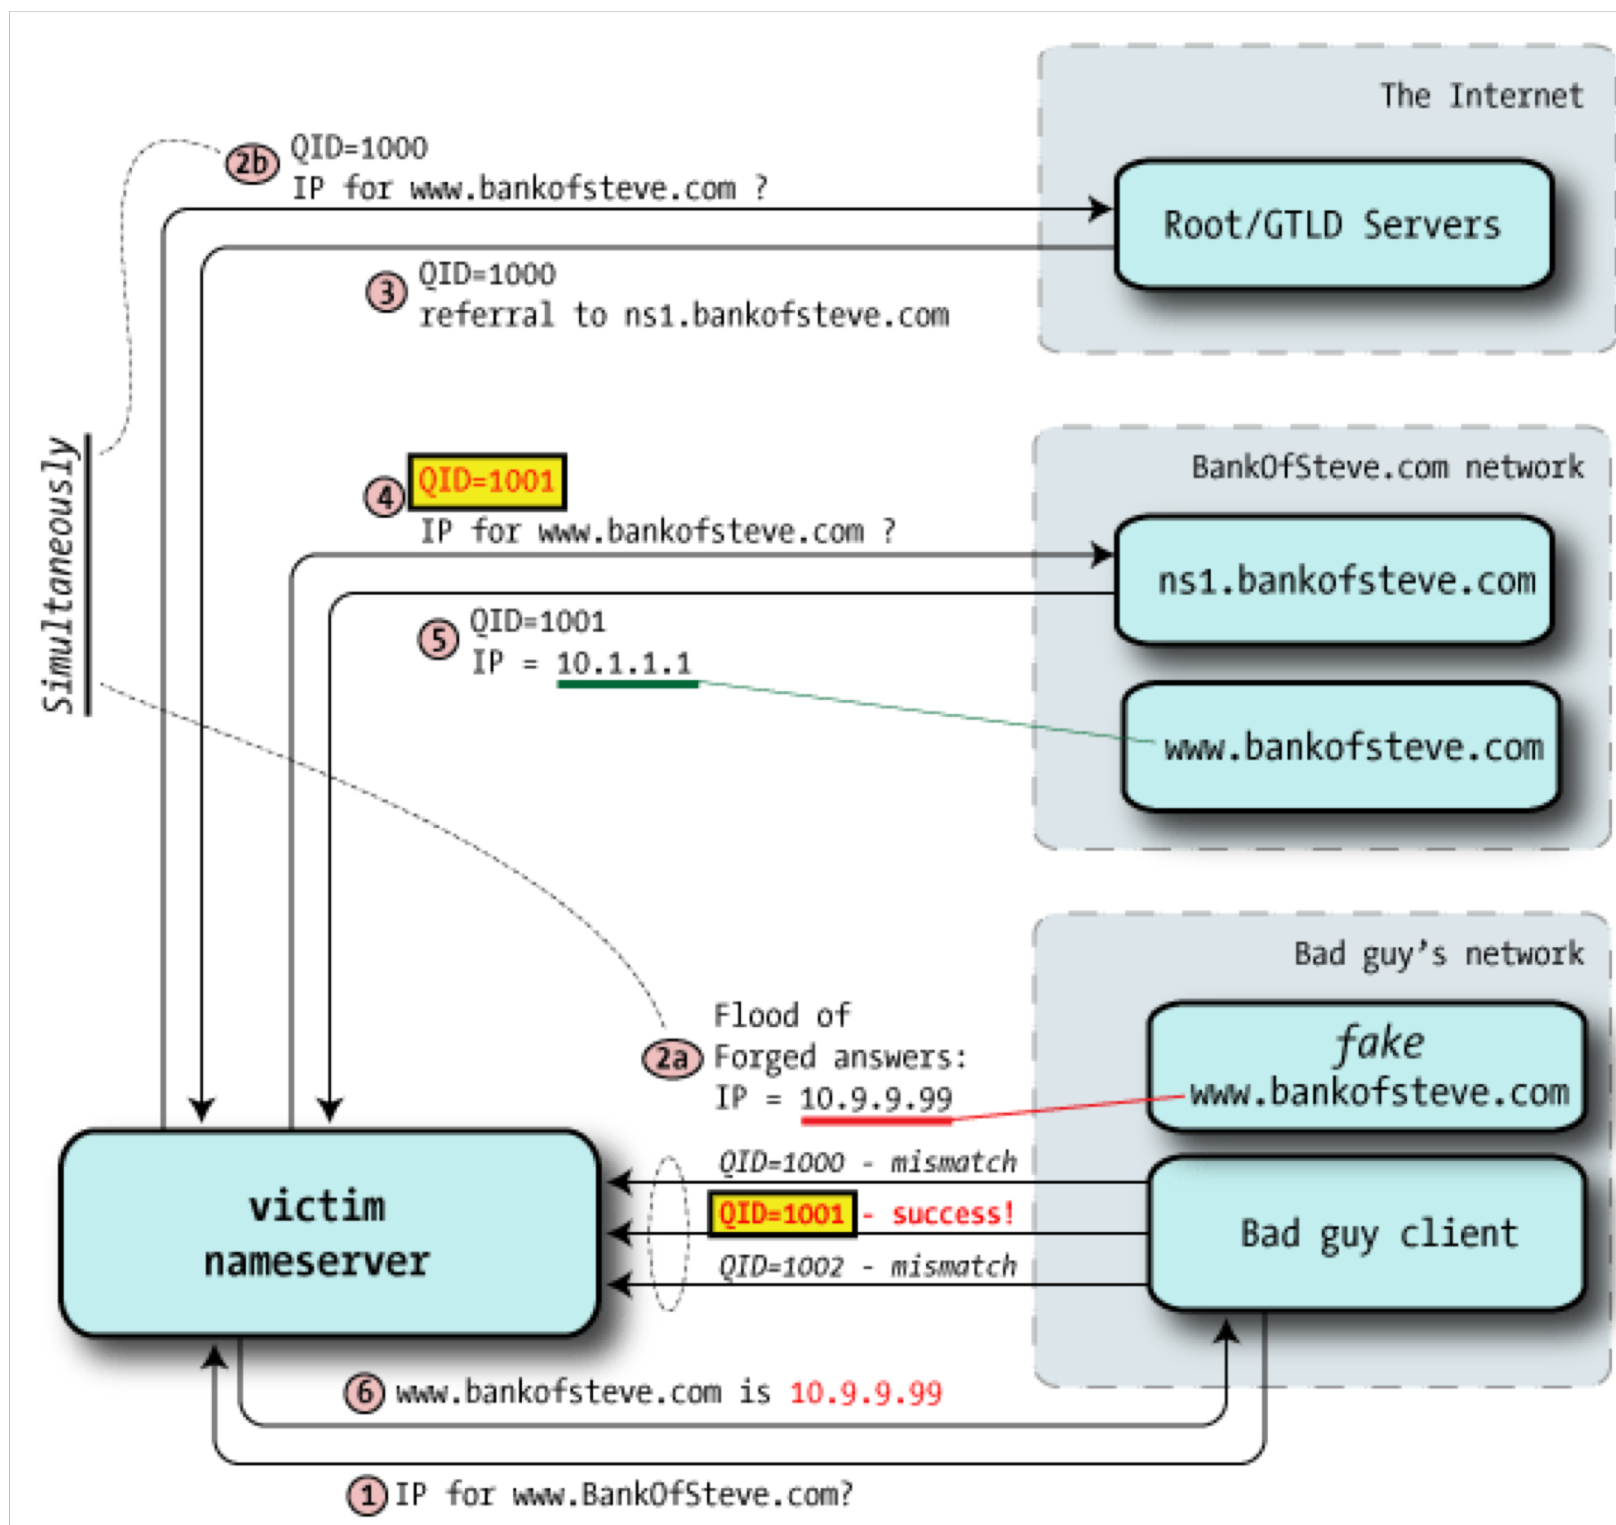 The Internet
2b
QID=1000
IP for www.bankofsteve.com ?
Root/GTLD Servers
3
QID=1000
referral to ns1.bankofsteve.com
Simultaneously
BankOfSteve.com network
4
QID=1001
IP for www.bankofsteve.com ?
ns1.bankofsteve.com
5
QID=1001
IP = 10.1.1.1
www.bankofsteve.com
Bad guy's network
2a
Flood of
Forged answers:
IP = 10.9.9.99
fake
www.bankofsteve.com
QID=1000 - mismatch
QID=1001 - success!
QID=1002 - mismatch
victim
nameserver
Bad guy client
6 www.bankofsteve.com is 10.9.9.99
1 IP for www.BankOfSteve.com?